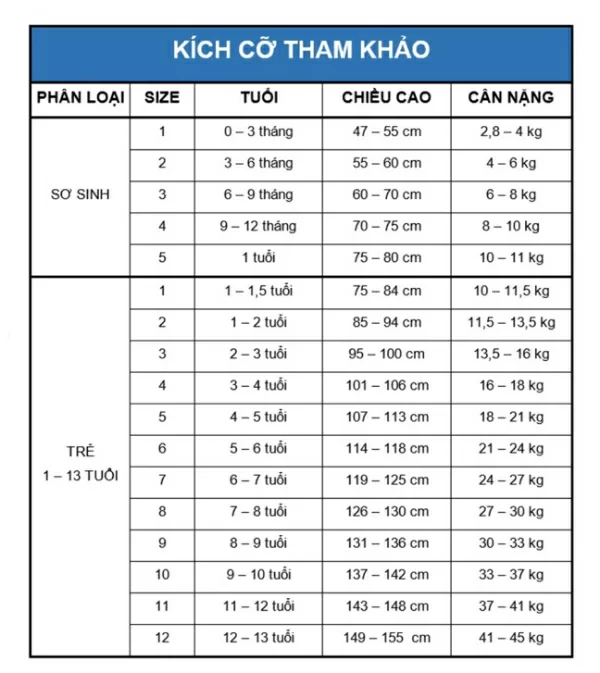 KÍCH CỠ THAM KHẢO
PHÂN LOẠI SIZE TUỔI CHIỀU CAO CÂN NẶNG
SƠ SINH
1 0 – 3 tháng 47 – 55 cm 2,8 – 4 kg
2 3 – 6 tháng 55 – 60 cm 4 – 6 kg
3 6 – 9 tháng 60 – 70 cm 6 – 8 kg
4 9 – 12 tháng 70 – 75 cm 8 – 10 kg
5 1 tuổi 75 – 80 cm 10 – 11 kg
TRẺ
1 – 13 TUỔI
1 1 – 1,5 tuổi 75 – 84 cm 10 – 11,5 kg
2 1 – 2 tuổi 85 – 94 cm 11,5 – 13,5 kg
3 2 – 3 tuổi 95 – 100 cm 13,5 – 16 kg
4 3 – 4 tuổi 101 – 106 cm 16 – 18 kg
5 4 – 5 tuổi 107 – 113 cm 18 – 21 kg
6 5 – 6 tuổi 114 – 118 cm 21 – 24 kg
7 6 – 7 tuổi 119 – 125 cm 24 – 27 kg
8 7 – 8 tuổi 126 – 130 cm 27 – 30 kg
9 8 – 9 tuổi 131 – 136 cm 30 – 33 kg
10 9 – 10 tuổi 137 – 142 cm 33 – 37 kg
11 11 – 12 tuổi 143 – 148 cm 37 – 41 kg
12 12 – 13 tuổi 149 – 155 cm 41 – 45 kg